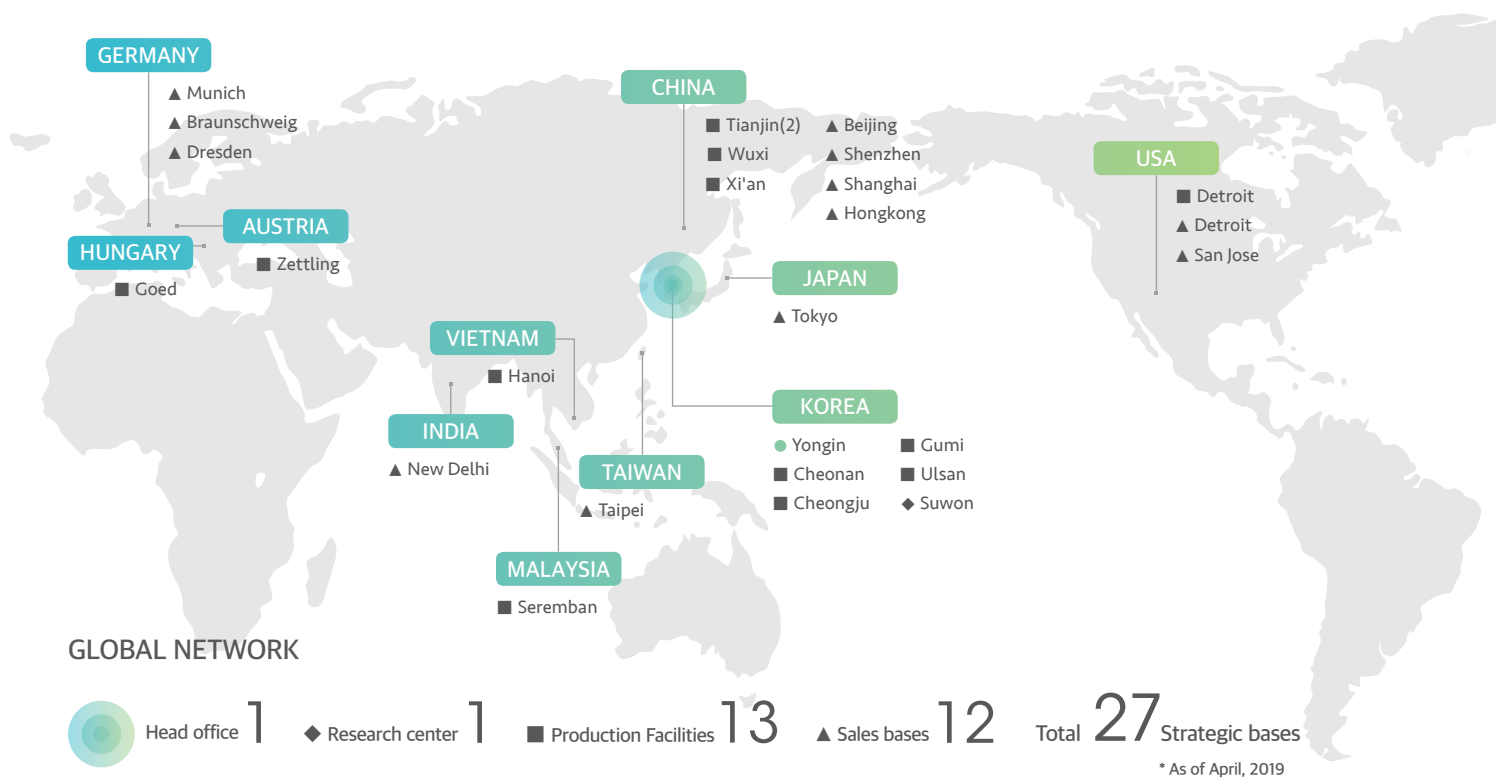 GERMANY
▲ Munich
▲ Braunschweig
▲ Dresden
AUSTRIA
■ Zettling
HUNGARY
■ Goed
CHINA
■ Tianjin(2)
■ Wuxi
■ Xi'an
▲ Beijing
▲ Shenzhen
▲ Shanghai
▲ Hongkong
USA
■ Detroit
▲ Detroit
▲ San Jose
JAPAN
▲ Tokyo
VIETNAM
■ Hanoi
INDIA
▲ New Delhi
KOREA
● Yongin
■ Cheonan
■ Cheongju
■ Gumi
■ Ulsan
◆ Suwon
TAIWAN
▲ Taipei
MALAYSIA
■ Seremban
GLOBAL NETWORK
Head office 1 ◆ Research center 1 ■ Production Facilities 13 ▲ Sales bases 12 Total 27 Strategic bases
* As of April, 2019